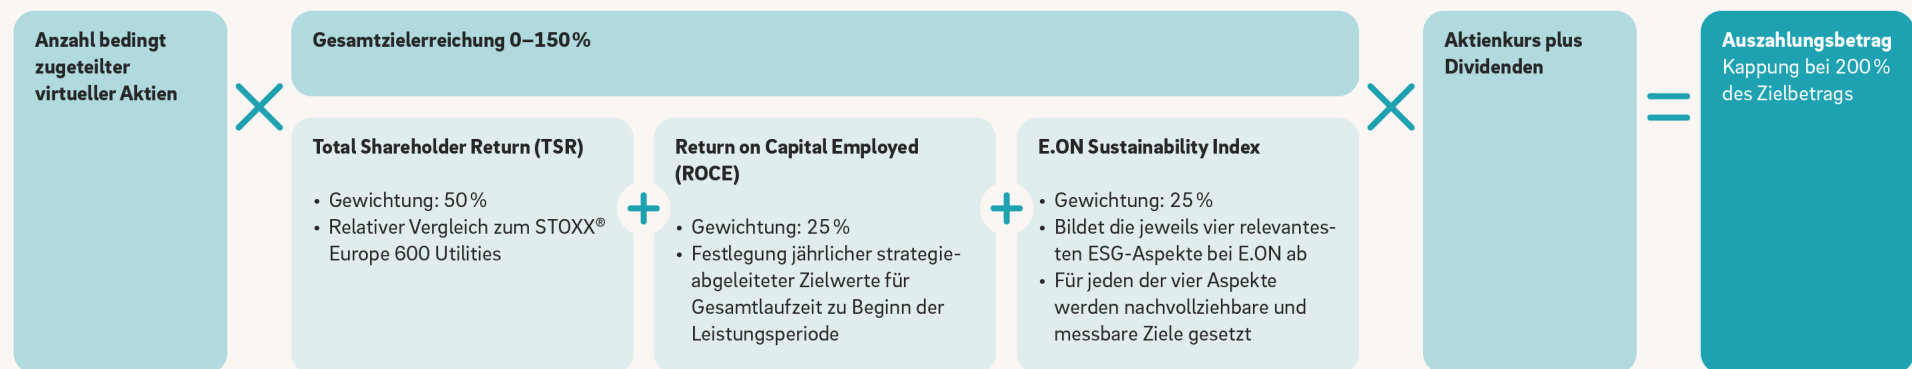 Anzahl bedingt
zugeteilter
virtueller Aktien
Gesamtzielerreichung 0–150 %
Total Shareholder Return (TSR)
• Gewichtung: 50 %
• Relativer Vergleich zum STOXX®
Europe 600 Utilities
Return on Capital Employed
(ROCE)
• Gewichtung: 25 %
• Festlegung jährlicher strategie-
abgeleiteter Zielwerte für
Gesamtlaufzeit zu Beginn der
Leistungsperiode
E.ON Sustainability Index
• Gewichtung: 25 %
• Bildet die jeweils vier relevantes-
ten ESG-Aspekte bei E.ON ab
• Für jeden der vier Aspekte
werden nachvollziehbare und
messbare Ziele gesetzt
Aktienkurs plus
Dividenden
Auszahlungsbetrag
Kappung bei 200 %
des Zielbetrags